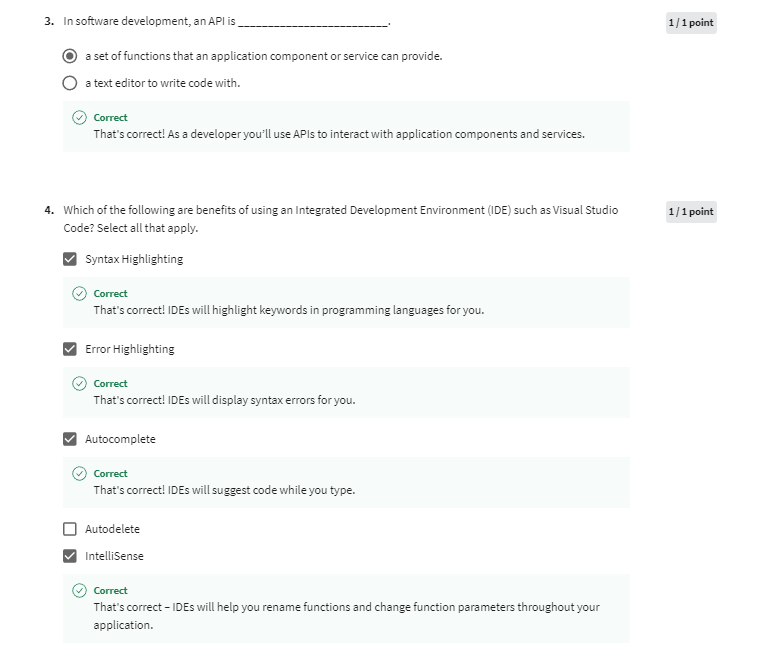 3. In software development, an API is ___________________________.
1 / 1 point
a set of functions that an application component or service can provide.
a text editor to write code with.
Correct
That's correct! As a developer you'll use APIs to interact with application components and services.
4. Which of the following are benefits of using an Integrated Development Environment (IDE) such as Visual Studio
1 / 1 point
Code? Select all that apply.
Syntax Highlighting
Correct
That's correct! IDEs will highlight keywords in programming languages for you.
Error Highlighting
Correct
That's correct! IDEs will display syntax errors for you.
Autocomplete
Correct
That's correct! IDEs will suggest code while you type.
Autodelete
IntelliSense
Correct
That's correct – IDEs will help you rename functions and change function parameters throughout your
application.